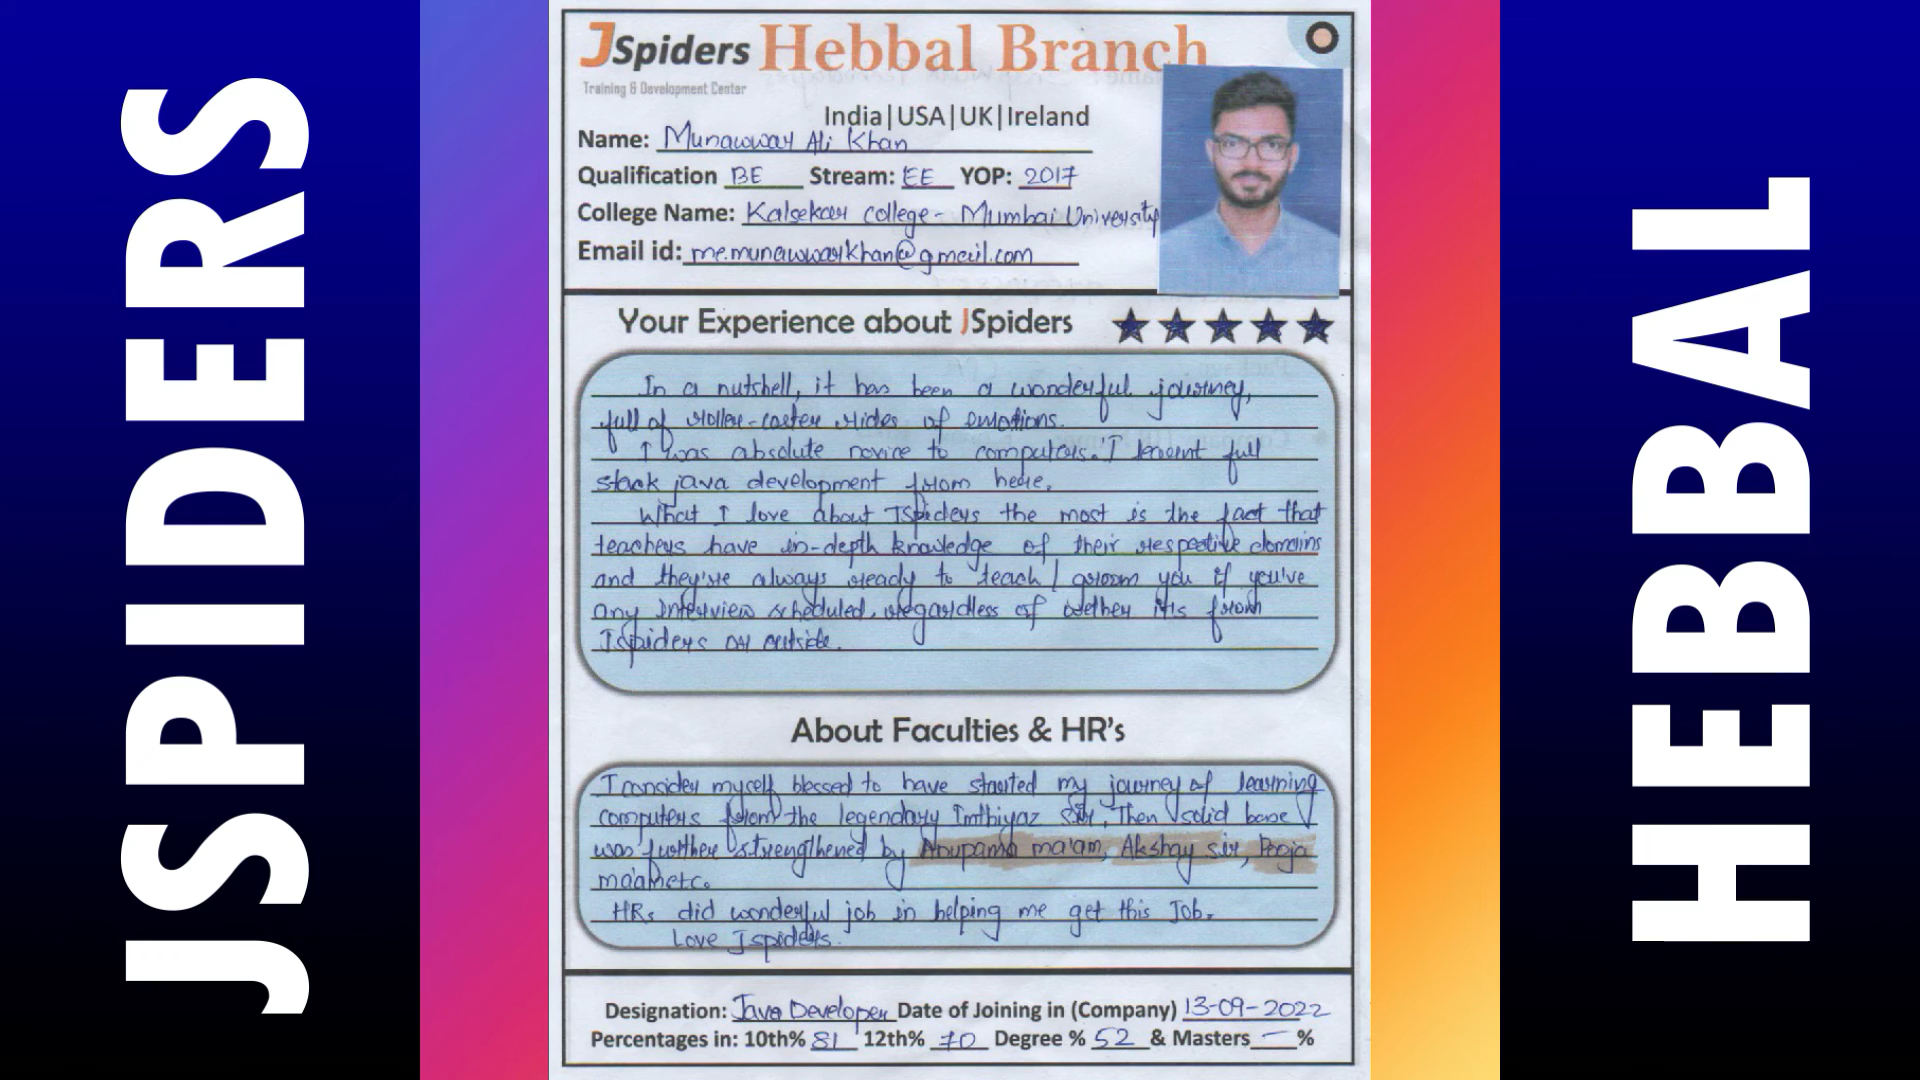 JSPIDERS
JSpiders Hebbal Branch
Training & Development Center
India|USA|UK|Ireland
Name: Munawwar Ali Khan
Qualification BE Stream: EE YOP: 2017
College Name: Kalsekar College - Mumbai University
Email id: me.munawwarkhan@gmail.com
Your Experience about JSpiders
In a nutshell, it has been a wonderful journey,
full of roller-coster rides of emotions.
I was absolute novice to computers. I learnt full
stack java development from here.
What I love about JSpiders the most is the fact that
teachers have in-depth knowledge of their respective domains
and they're always ready to teach / groom you if you've
any interview scheduled, regardless of wether its from
Jspiders or outside.
About Faculties & HR's
I consider myself blessed to have started my journey of learning
computers from the legendary Imthiyaz Sir. Then solid base
was further strengthened by Anupama ma'am, Akshay sir, Pooja
ma'am etc.
HRs did wonderful job in helping me get this Job.
Love Jspiders.
Designation: Java Developer Date of Joining in (Company) 13-09-2022
Percentages in: 10th% 81 12th% 70 Degree % 52 & Masters — %
HEBBAL